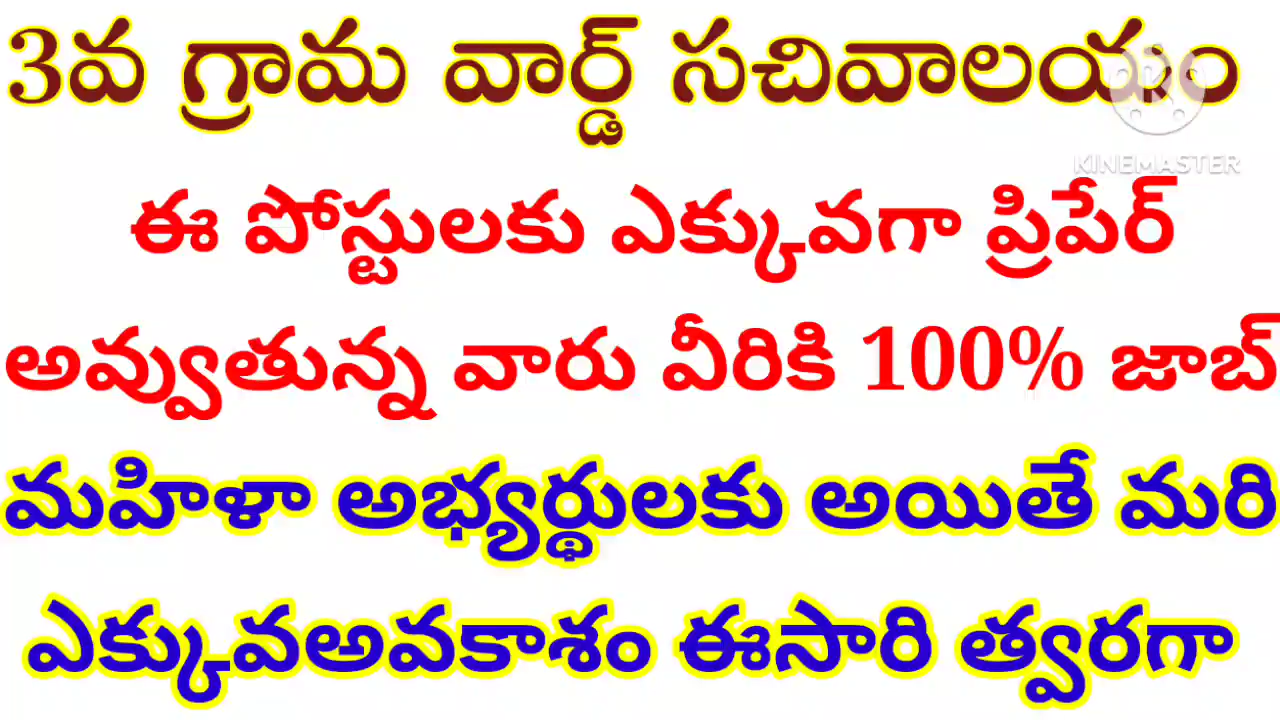 3వ గ్రామ వార్డ్ సచివాలయం
KINEMASTER
ఈ పోస్టులకు ఎక్కువగా ప్రిపేర్
అవ్వుతున్న వారు వీరికి 100% జాబ్
మహిళా అభ్యర్థులకు అయితే మరి
ఎక్కువఅవకాశం ఈసారి త్వరగా